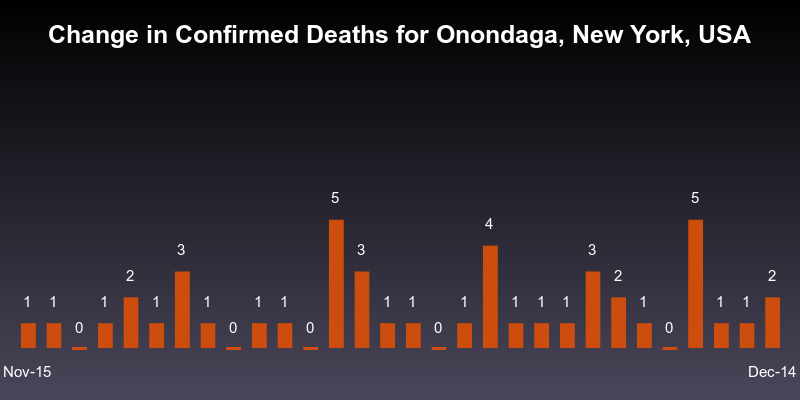 Change in Confirmed Deaths for Onondaga, New York, USA
1 1 0 1 2 1 3 1 0 1 1 0 5 3 1 1 0 1 4 1 1 1 3 2 1 0 5 1 1 2
Nov-15 Dec-14